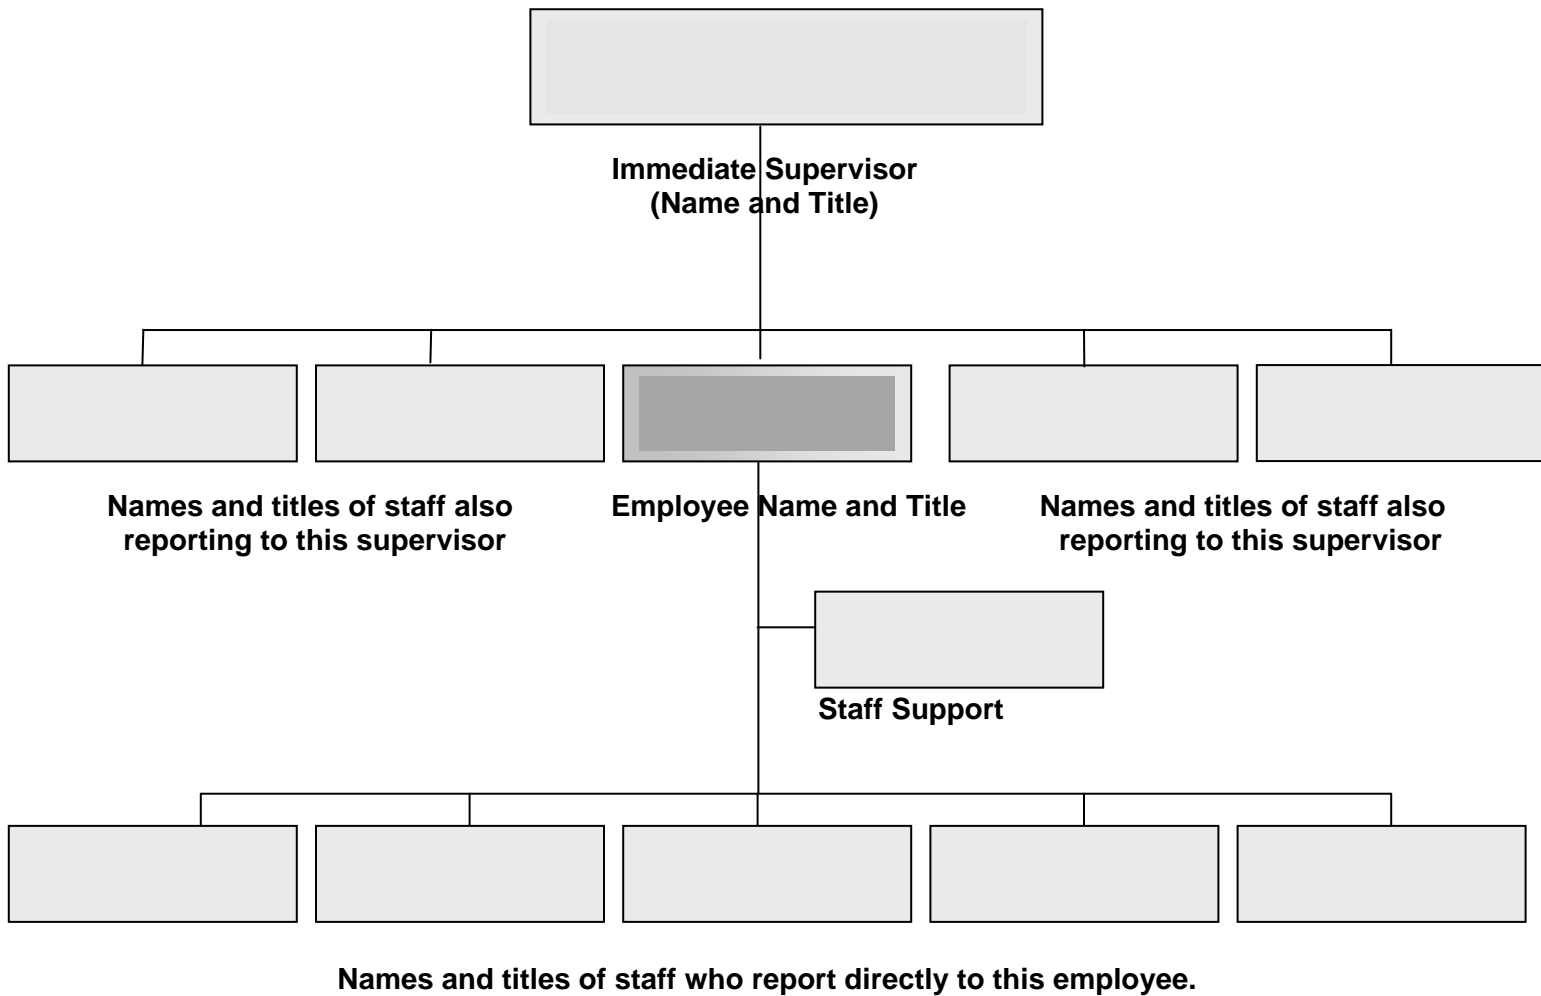 Immediate Supervisor
(Name and Title)
Names and titles of staff also
reporting to this supervisor
Employee Name and Title
Names and titles of staff also
reporting to this supervisor
Staff Support
Names and titles of staff who report directly to this employee.